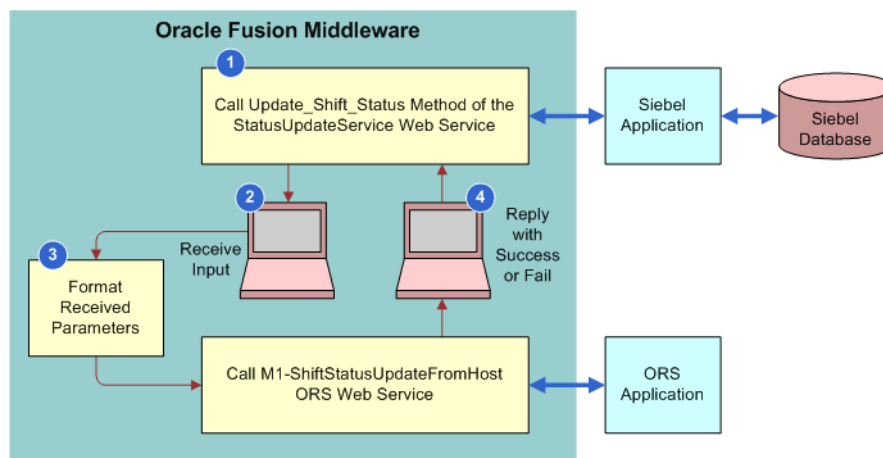 Oracle Fusion Middleware
1
Call Update_Shift_Status Method of the
StatusUpdateService Web Service
Siebel
Application
Siebel
Database
2
Receive
Input
4
Reply
with
Success
or Fail
3
Format
Received
Parameters
Call M1-ShiftStatusUpdateFromHost
ORS Web Service
ORS
Application